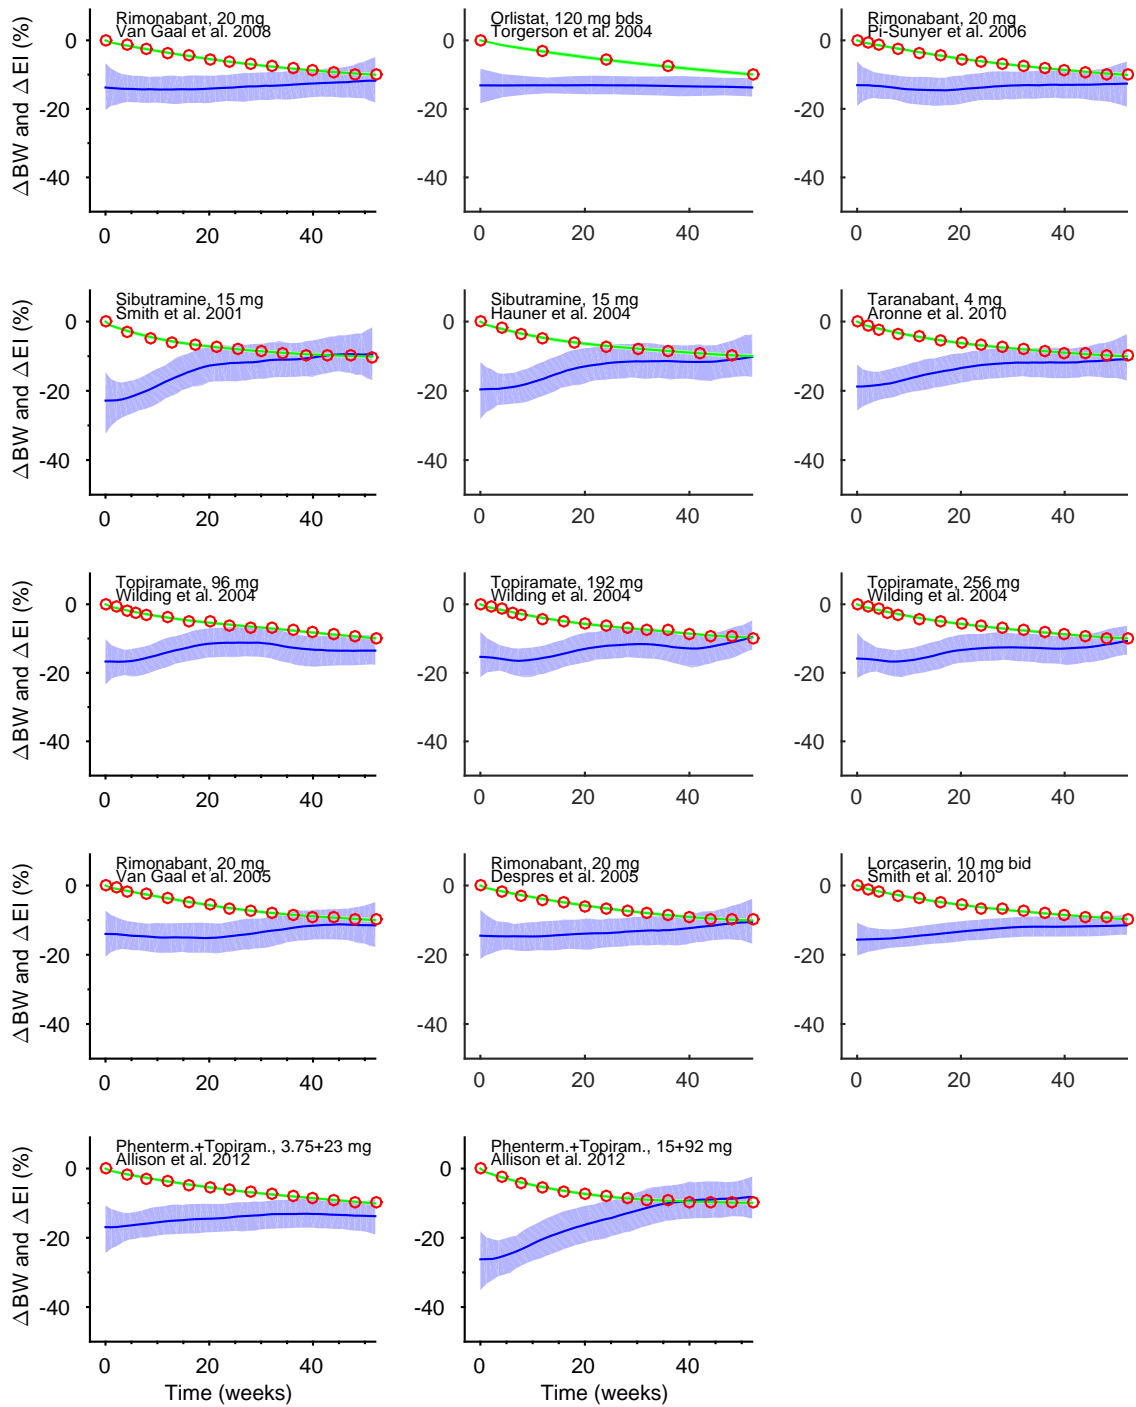 Rimonabant, 20 mg
Van Gaal et al. 2008
Orlistat, 120 mg bds
Torgerson et al. 2004
Rimonabant, 20 mg
Pi-Sunyer et al. 2006
ΔBW and Δ EI (%)
0
-20
-40
0 20 40
0
-20
-40
0 20 40
0
-20
-40
0 20 40
Sibutramine, 15 mg
Smith et al. 2001
Sibutramine, 15 mg
Hauner et al. 2004
Taranabant, 4 mg
Aronne et al. 2010
ΔBW and Δ EI (%)
0
-20
-40
0 20 40
0
-20
-40
0 20 40
0
-20
-40
0 20 40
Topiramate, 96 mg
Wilding et al. 2004
Topiramate, 192 mg
Wilding et al. 2004
Topiramate, 256 mg
Wilding et al. 2004
ΔBW and Δ EI (%)
0
-20
-40
0 20 40
0
-20
-40
0 20 40
0
-20
-40
0 20 40
Rimonabant, 20 mg
Van Gaal et al. 2005
Rimonabant, 20 mg
Despres et al. 2005
Lorcaserin, 10 mg bid
Smith et al. 2010
ΔBW and Δ EI (%)
0
-20
-40
0 20 40
0
-20
-40
0 20 40
0
-20
-40
0 20 40
Phenterm.+Topiram., 3.75+23 mg
Allison et al. 2012
Phenterm.+Topiram., 15+92 mg
Allison et al. 2012
ΔBW and Δ EI (%)
0
-20
-40
0 20 40
0
-20
-40
0 20 40
Time (weeks)
Time (weeks)